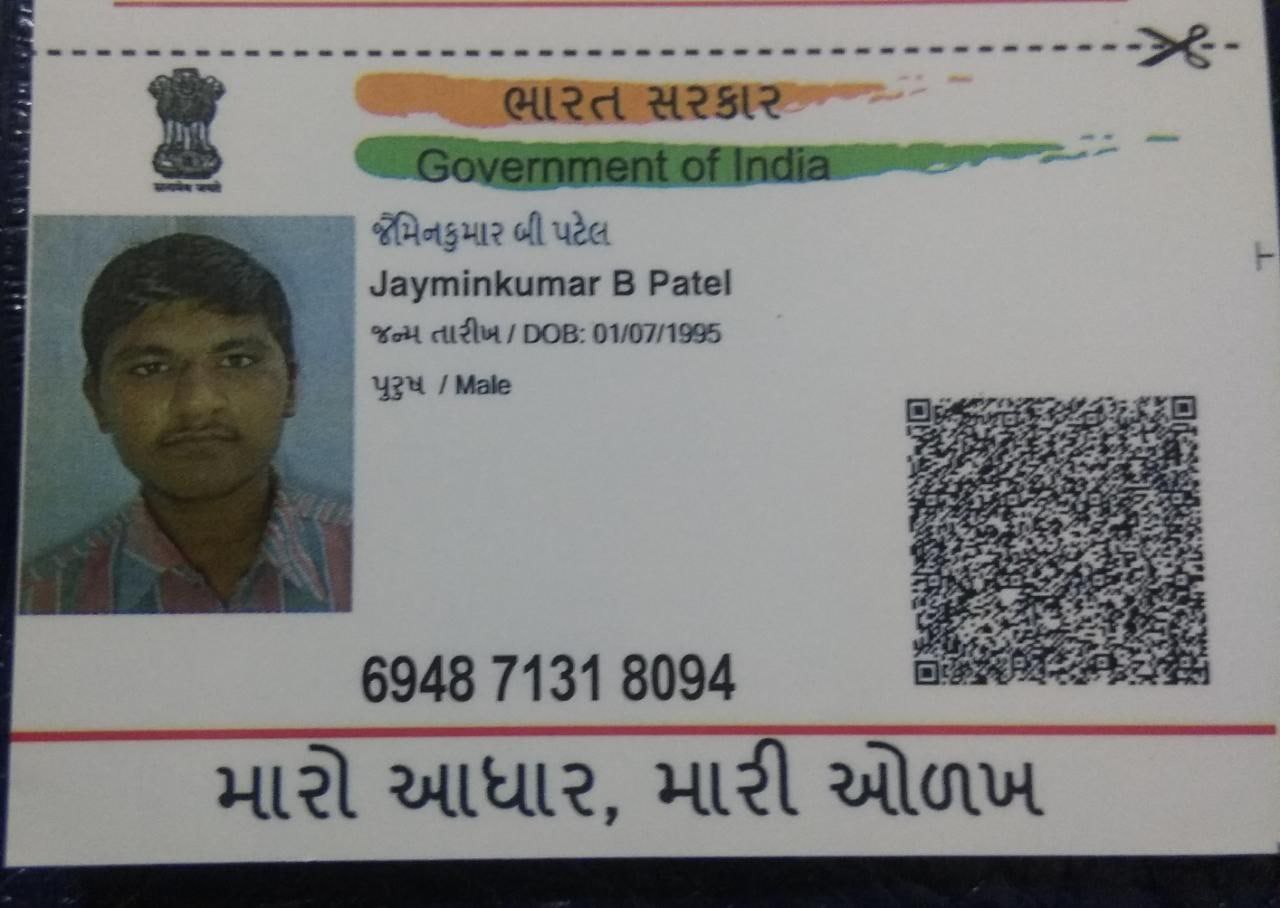 सत्यमेव जयते
ભારત સરકાર
Government of India
જૈમિનકુમાર બી પટેલ
Jayminkumar B Patel
જન્મ તારીખ / DOB: 01/07/1995
પુરુષ / Male
6948 7131 8094
મારો આધાર, મારી ઓળખ